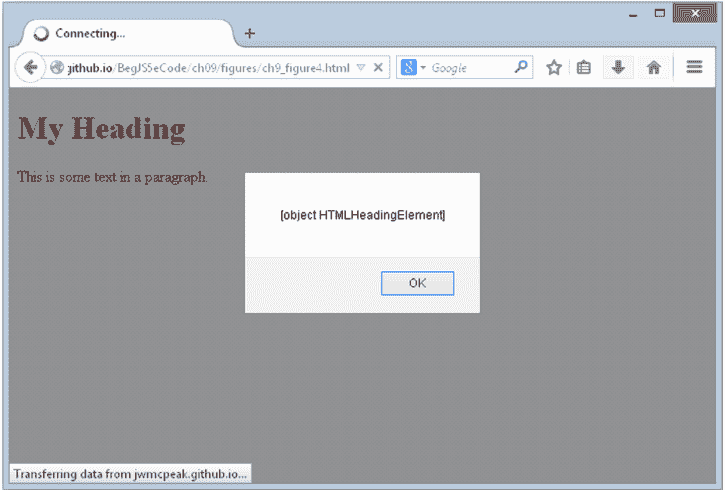 Connecting...
github.io/BegJS5eCode/ch09/figures/ch9_figure4.html
Google
My Heading
This is some text in a paragraph.
[object HTMLHeadingElement]
OK
Transferring data from jwmcpeak.github.io...